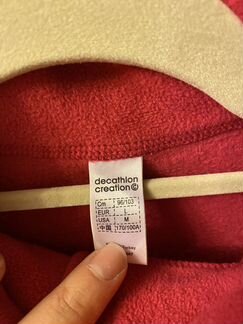 decathlon
creation©
Cm 96/103
EUR L
USA M
中国 170/100A